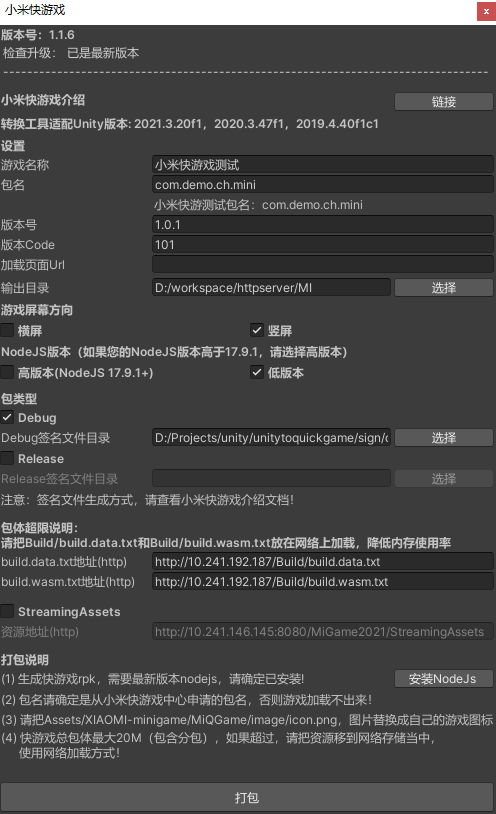 小米快游戏
x
版本号：1.1.6
检查升级： 已是最新版本
小米快游戏介绍 链接
转换工具适配Unity版本: 2021.3.20f1，2020.3.47f1，2019.4.40f1c1
设置
游戏名称 小米快游戏测试
包名 com.demo.ch.mini
小米快游测试包名：com.demo.ch.mini
版本号 1.0.1
版本Code 101
加载页面Url
输出目录 D:/workspace/httpserver/MI 选择
游戏屏幕方向
横屏 竖屏
NodeJS版本（如果您的NodeJS版本高于17.9.1，请选择高版本）
高版本(NodeJS 17.9.1+) 低版本
包类型
Debug
Debug签名文件目录 D:/Projects/unity/unitytoquickgame/sign/c 选择
Release
Release签名文件目录 选择
注意：签名文件生成方式，请查看小米快游戏介绍文档！
包体超限说明:
请把Build/build.data.txt和Build/build.wasm.txt放在网络上加载，降低内存使用率
build.data.txt地址(http) http://10.241.192.187/Build/build.data.txt
build.wasm.txt地址(http) http://10.241.192.187/Build/build.wasm.txt
StreamingAssets
资源地址(http) http://10.241.146.145:8080/MiGame2021/StreamingAssets
打包说明
(1) 生成快游戏rpk，需要最新版本nodejs，请确定已安装! 安装NodeJs
(2) 包名请确定是从小米快游戏中心申请的包名，否则游戏加载不出来！
(3) 请把Assets/XIAOMI-minigame/MiQGame/image/icon.png，图片替换成自己的游戏图标
(4) 快游戏总包体最大20M（包含分包），如果超过，请把资源移到网络存储当中，
使用网络加载方式！
打包